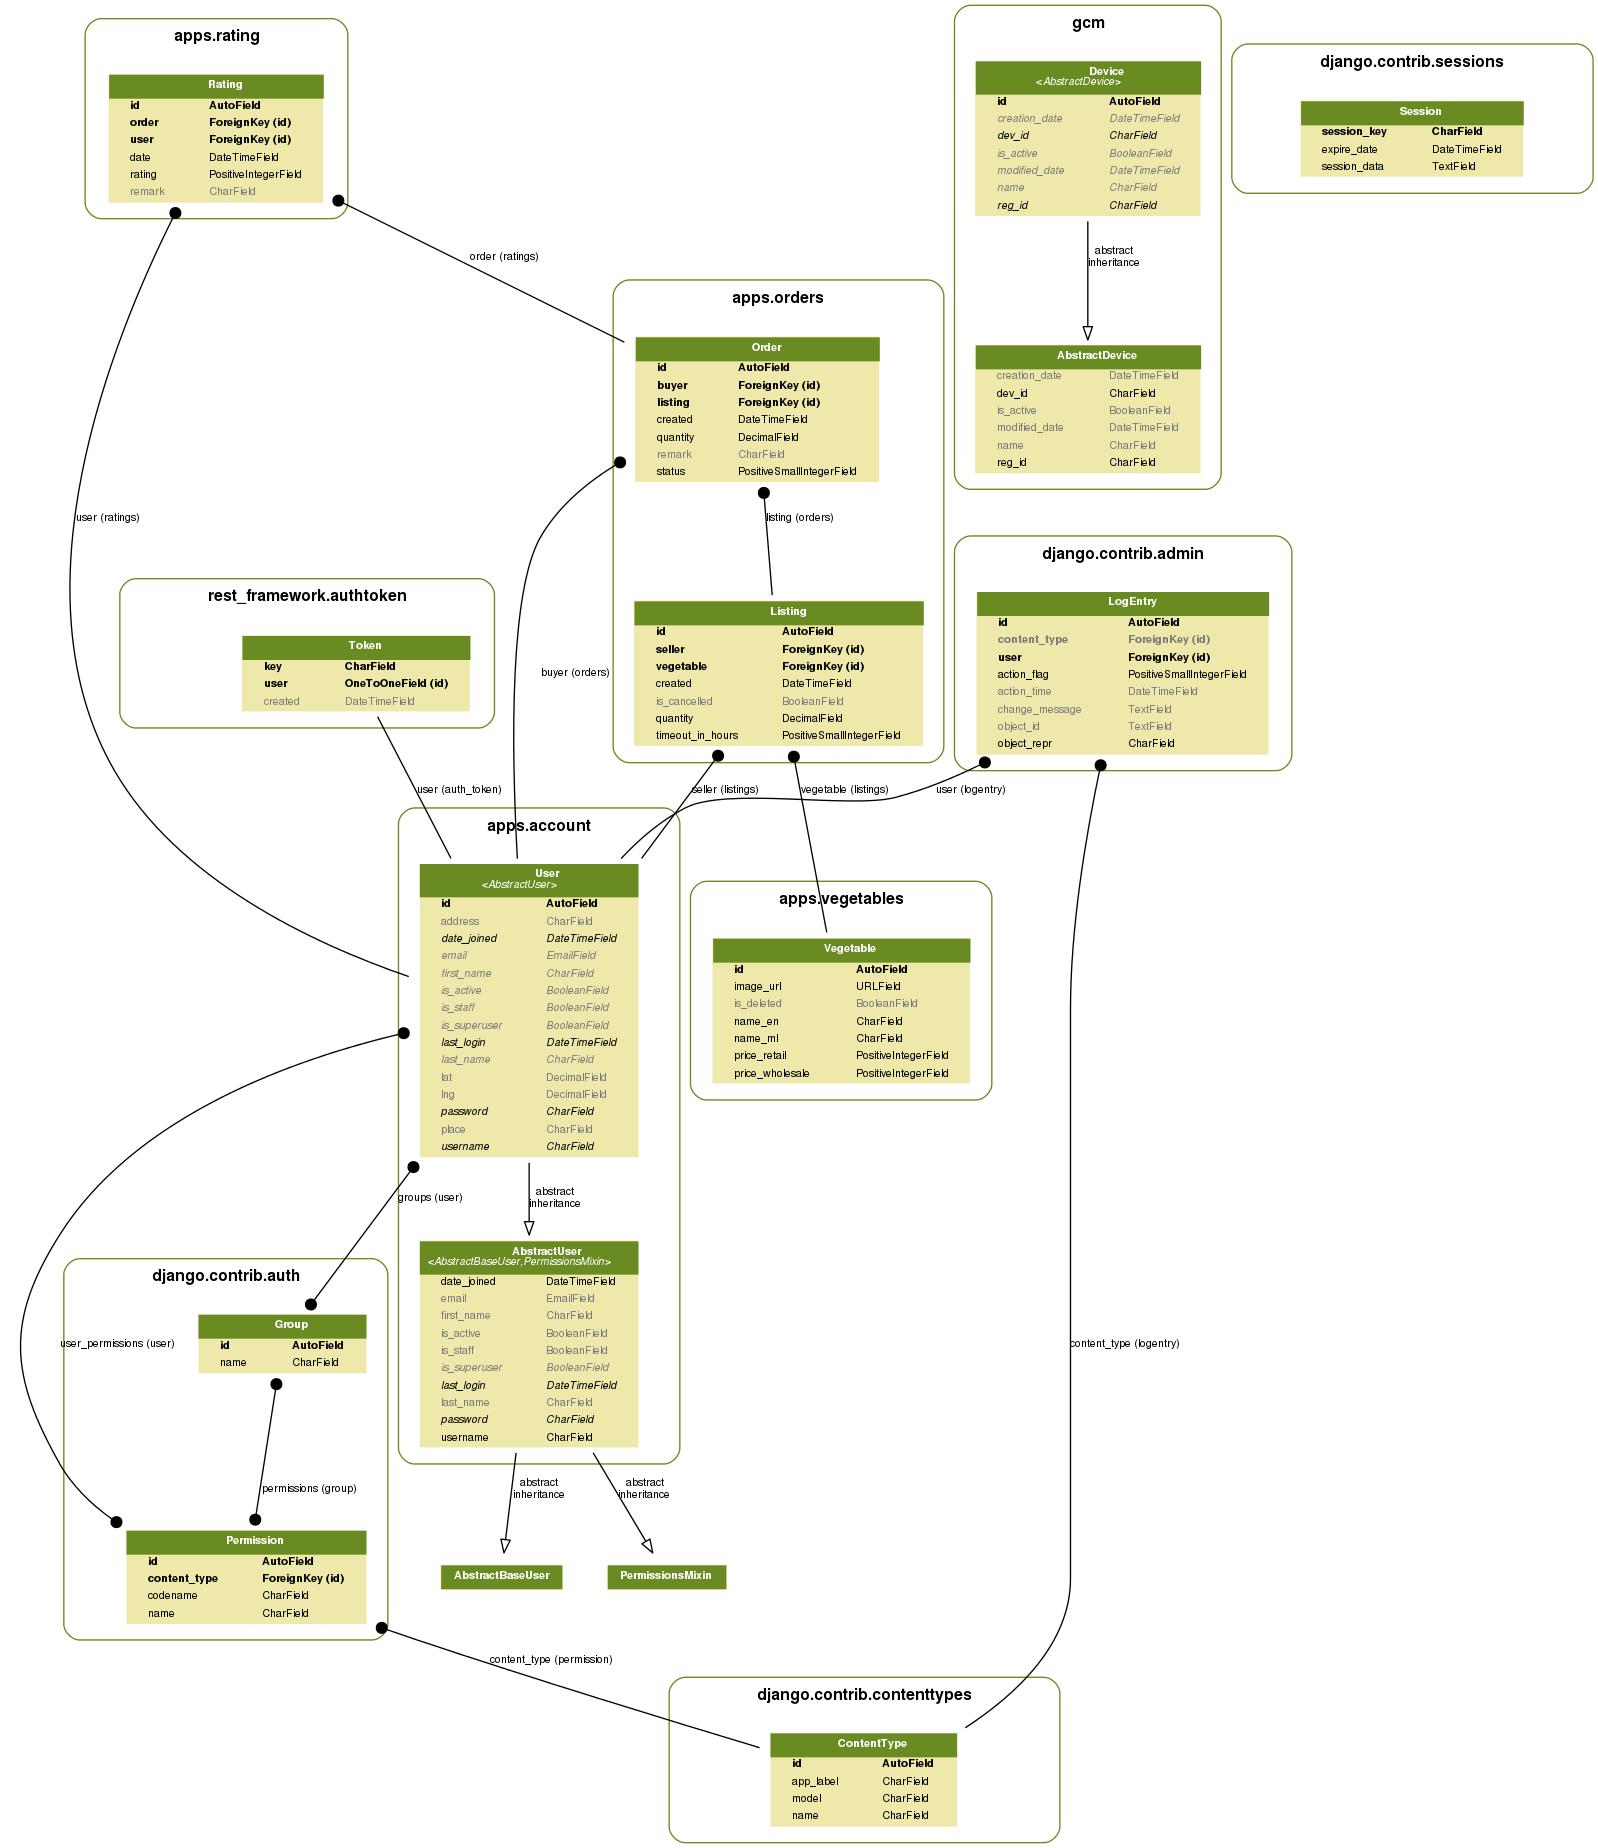 apps.rating
Rating
id AutoField
order ForeignKey (id)
user ForeignKey (id)
date DateTimeField
rating PositiveIntegerField
remark CharField
gcm
Device
<AbstractDevice>
id AutoField
creation_date DateTimeField
dev_id CharField
is_active BooleanField
modified_date DateTimeField
name CharField
reg_id CharField
abstract
inheritance
AbstractDevice
creation_date DateTimeField
dev_id CharField
is_active BooleanField
modified_date DateTimeField
name CharField
reg_id CharField
django.contrib.sessions
Session
session_key CharField
expire_date DateTimeField
session_data TextField
order (ratings)
user (ratings)
apps.orders
Order
id AutoField
buyer ForeignKey (id)
listing ForeignKey (id)
created DateTimeField
quantity DecimalField
remark CharField
status PositiveSmallIntegerField
listing (orders)
Listing
id AutoField
seller ForeignKey (id)
vegetable ForeignKey (id)
created DateTimeField
is_cancelled BooleanField
quantity DecimalField
timeout_in_hours PositiveSmallIntegerField
buyer (orders)
rest_framework.authtoken
Token
key CharField
user OneToOneField (id)
created DateTimeField
django.contrib.admin
LogEntry
id AutoField
content_type ForeignKey (id)
user ForeignKey (id)
action_flag PositiveSmallIntegerField
action_time DateTimeField
change_message TextField
object_id TextField
object_repr CharField
user (auth_token)
seller (listings)
vegetable (listings)
user (logentry)
apps.account
User
<AbstractUser>
id AutoField
address CharField
date_joined DateTimeField
email EmailField
first_name CharField
is_active BooleanField
is_staff BooleanField
is_superuser BooleanField
last_login DateTimeField
last_name CharField
lat DecimalField
lng DecimalField
password CharField
place CharField
username CharField
apps.vegetables
Vegetable
id AutoField
image_url URLField
is_deleted BooleanField
name_en CharField
name_ml CharField
price_retail PositiveIntegerField
price_wholesale PositiveIntegerField
groups (user)
abstract
inheritance
AbstractUser
<AbstractBaseUser,PermissionsMixin>
date_joined DateTimeField
email EmailField
first_name CharField
is_active BooleanField
is_staff BooleanField
is_superuser BooleanField
last_login DateTimeField
last_name CharField
password CharField
username CharField
django.contrib.auth
Group
id AutoField
name CharField
user_permissions (user)
content_type (logentry)
permissions (group)
abstract
inheritance
abstract
inheritance
Permission
id AutoField
content_type ForeignKey (id)
codename CharField
name CharField
AbstractBaseUser
PermissionsMixin
content_type (permission)
django.contrib.contenttypes
ContentType
id AutoField
app_label CharField
model CharField
name CharField